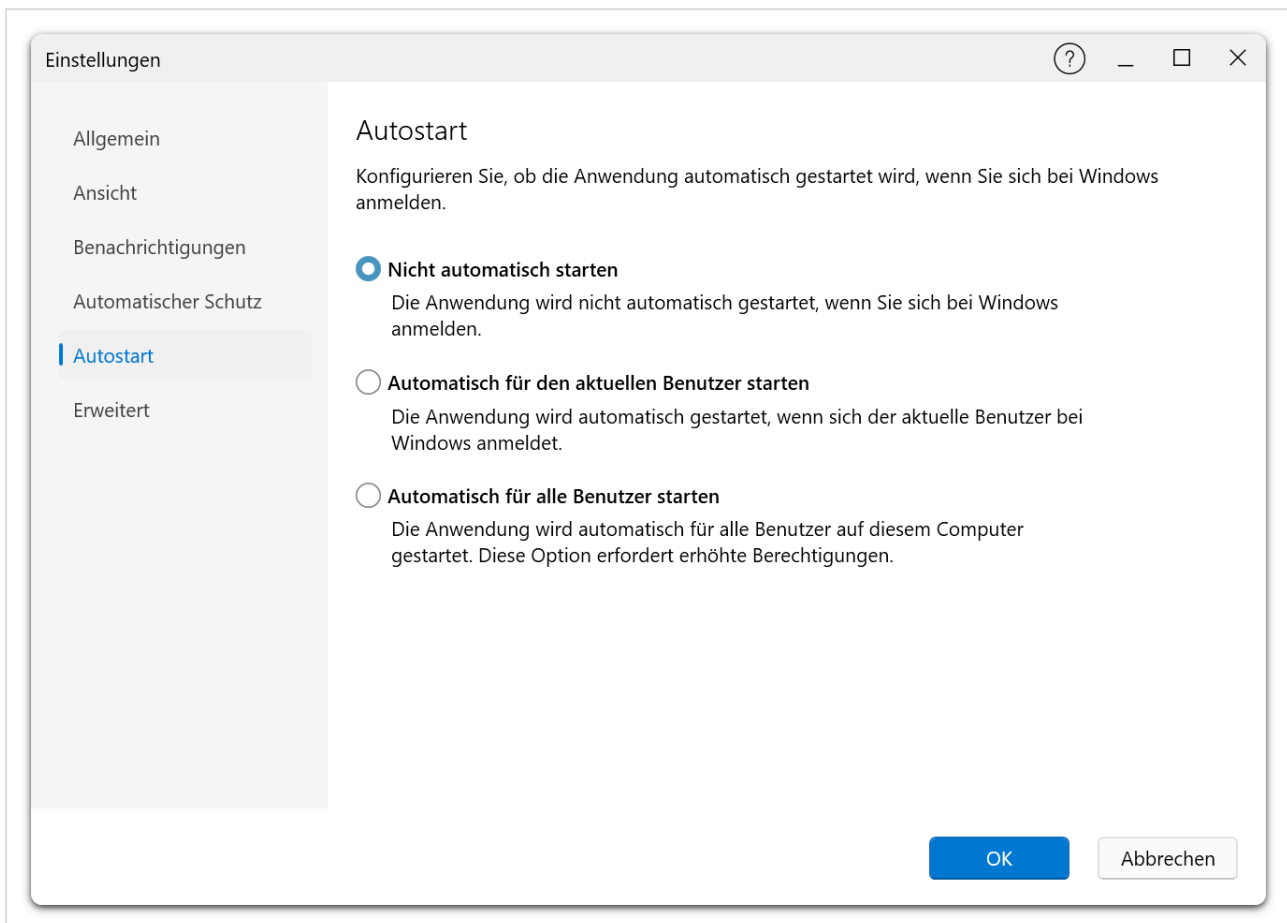 Einstellungen
?
Allgemein
Ansicht
Benachrichtigungen
Automatischer Schutz
Autostart
Erweitert
Autostart
Konfigurieren Sie, ob die Anwendung automatisch gestartet wird, wenn Sie sich bei Windows
anmelden.
Nicht automatisch starten
Die Anwendung wird nicht automatisch gestartet, wenn Sie sich bei Windows
anmelden.
Automatisch für den aktuellen Benutzer starten
Die Anwendung wird automatisch gestartet, wenn sich der aktuelle Benutzer bei
Windows anmeldet.
Automatisch für alle Benutzer starten
Die Anwendung wird automatisch für alle Benutzer auf diesem Computer
gestartet. Diese Option erfordert erhöhte Berechtigungen.
OK
Abbrechen